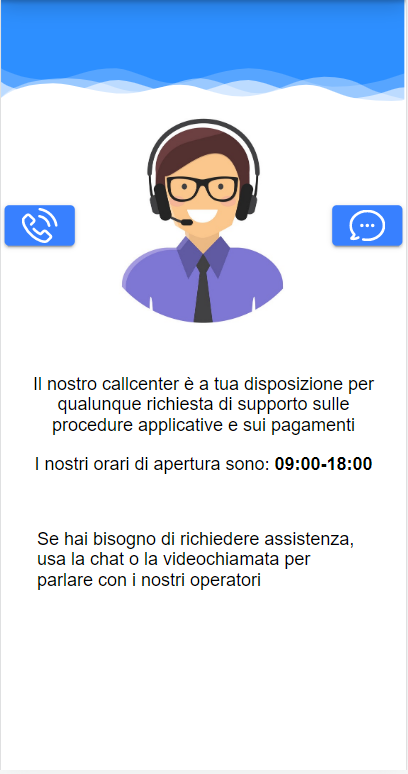 Il nostro callcenter è a tua disposizione per
qualunque richiesta di supporto sulle
procedure applicative e sui pagamenti
I nostri orari di apertura sono: 09:00-18:00
Se hai bisogno di richiedere assistenza,
usa la chat o la videochiamata per
parlare con i nostri operatori